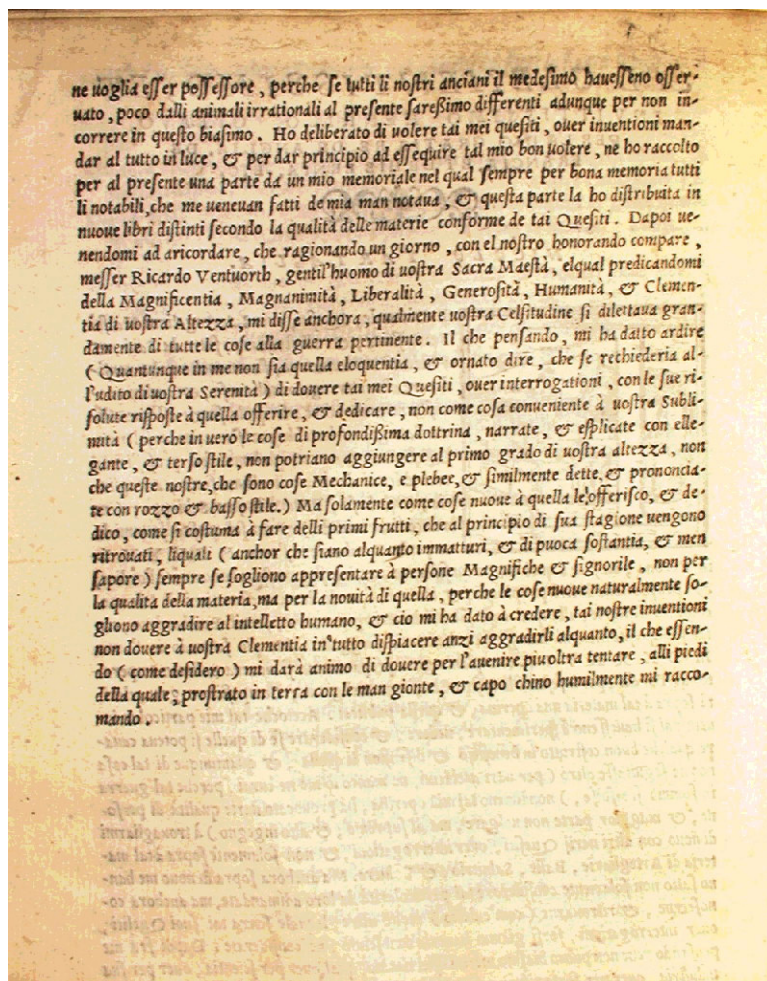 ne uoglia eſſer poſſeſſore, perche ſe tutti li noſtri anciani il medeſimo haueſſeno oſſer-
uato, poco dalli animali irrationali al preſente ſareßimo differenti adunque per non in-
correre in queſto biaſimo. Ho deliberato di uolere tai mei queſiti, ouer inuentioni man-
dar al tutto in luce, & per dar principio ad eſſequire tal mio bon uolere, ne ho raccolto
per al preſente una parte da un mio memoriale nel qual ſempre per bona memoria tutti
li notabili, che me ueneuan fatti de mia man notaua, & queſta parte la ho diſtribuita in
nuoue libri diſtinti ſecondo la qualità delle materie conforme de tai Queſiti. Dapoi ue-
nendomi ad aricordare, che ragionando un giorno, con el noſtro honorando compare,
meſſer Ricardo Ventuorth, gentil'huomo di uoſtra Sacra Maeſtà, elqual predicandomi
della Magnificentia, Magnanimità, Liberalità, Generoſità, Humanità, & Clemen-
tia di uoſtra Altezza, mi diſſe anchora, qualmente uoſtra Celſitudine ſi dilettaua gran-
damente di tutte le coſe alla guerra pertinente. Il che penſando, mi ha datto ardire
(Quantunque in me non ſia quella eloquentia, & ornato dire, che ſe rechiederia al-
l'udito di uoſtra Serenità) di douere tai mei Queſiti, ouer interrogationi, con le ſue ri-
ſolute riſpoſte à quella offerire, & dedicare, non come coſa conueniente à uoſtra Subli-
mità (perche in uerò le coſe di profondißima dottrina, narrate, & eſplicate con elle-
gante, & terſo ſtile, non potriano aggiungere al primo grado di uoſtra altezza, non
che queſte noſtre, che ſono coſe Mechanice, e plebee, & ſimilmente dette, & prononcia-
te con rozzo & baſſo ſtile.) Ma ſolamente come coſe nuoue à quella le offeriſco, & de-
dico, come ſi coſtuma à fare delli primi frutti, che al principio di ſua ſtagione uengono
ritrouati, liquali (anchor che ſiano alquanto immatturi, & di puoca ſoſtantia, & men
ſapore) ſempre ſe ſogliono appreſentare à perſone Magnifiche & ſignorile, non per
la qualita della materia, ma per la nouità di quella, perche le coſe nuoue naturalmente ſo-
gliono aggradire al intelletto humano, & cio mi ha dato à credere, tai noſtre inuentioni
non douere à uoſtra Clementia in tutto diſpiacere anzi aggradirli alquanto, il che eſſen-
do (come deſidero) mi darà animo di douere per l'auenire piu oltra tentare, alli piedi
della quale, proſtrato in terra con le man gionte, & capo chino humilmente mi racco-
mando.